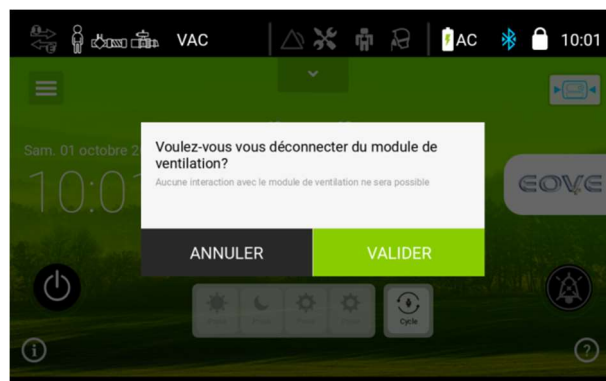 VAC
AC
10:01
Sam. 01 octobre 2
10:01
Voulez-vous vous déconnecter du module de
ventilation?
Aucune interaction avec le module de ventilation ne sera possible
ANNULER
VALIDER
EOVE
Cycle
i
?